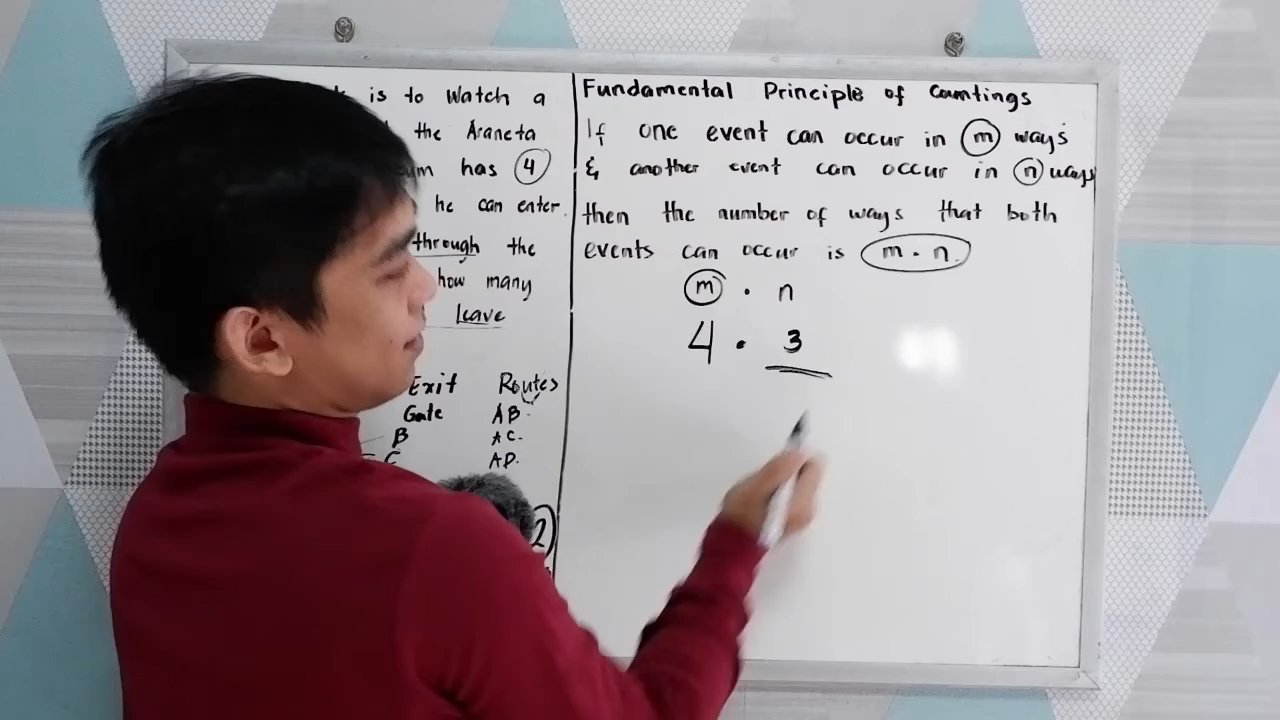 is to Watch a
the Araneta
um has 4
he can enter.
through the
how many
leave
Exit Routes
Gate AB
B AC
C AD
2
Fundamental Principle of Countings
If one event can occur in m ways
& another event can occur in n ways
then the number of ways that both
events can occur is m · n.
m · n
4 · 3